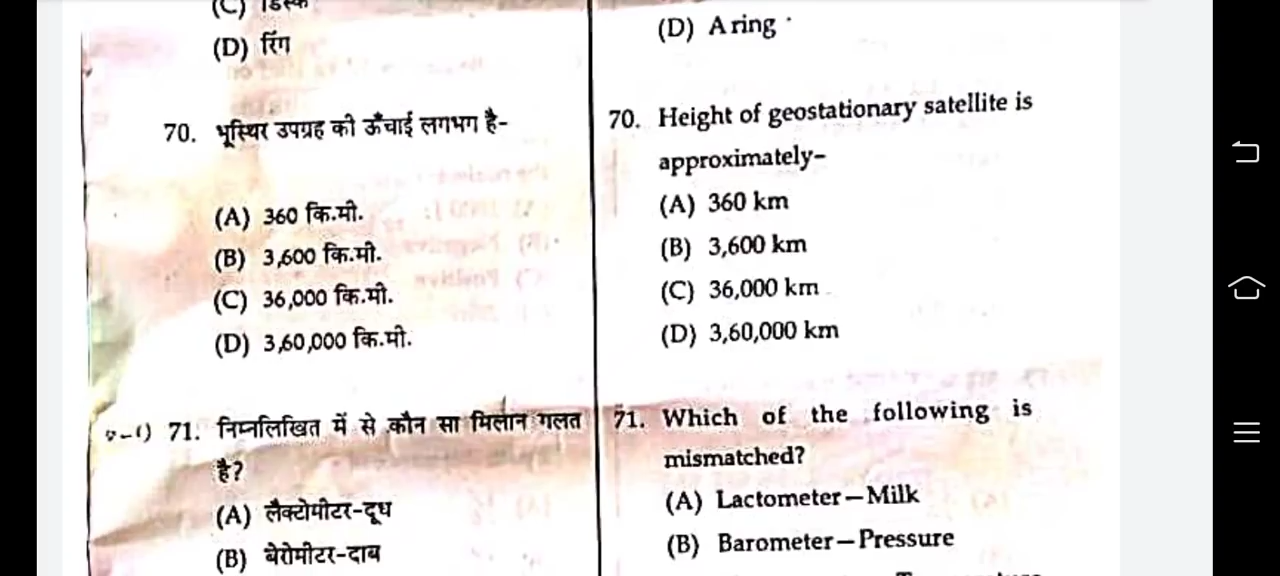 (C) डिस्क
(D) रिंग
70. भूस्थिर उपग्रह की ऊँचाई लगभग है-
(A) 360 कि.मी.
(B) 3,600 कि.मी.
(C) 36,000 कि.मी.
(D) 3,60,000 कि.मी.
71. निम्नलिखित में से कौन सा मिलान गलत
है?
(A) लैक्टोमीटर-दूध
(B) बेरोमीटर-दाब
(D) A ring
70. Height of geostationary satellite is
approximately-
(A) 360 km
(B) 3,600 km
(C) 36,000 km
(D) 3,60,000 km
71. Which of the following is
mismatched?
(A) Lactometer—Milk
(B) Barometer—Pressure